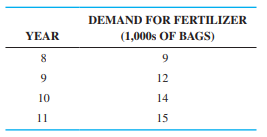 DEMAND FOR FERTILIZER
YEAR (1,000s OF BAGS)
8 9
9 12
10 14
11 15